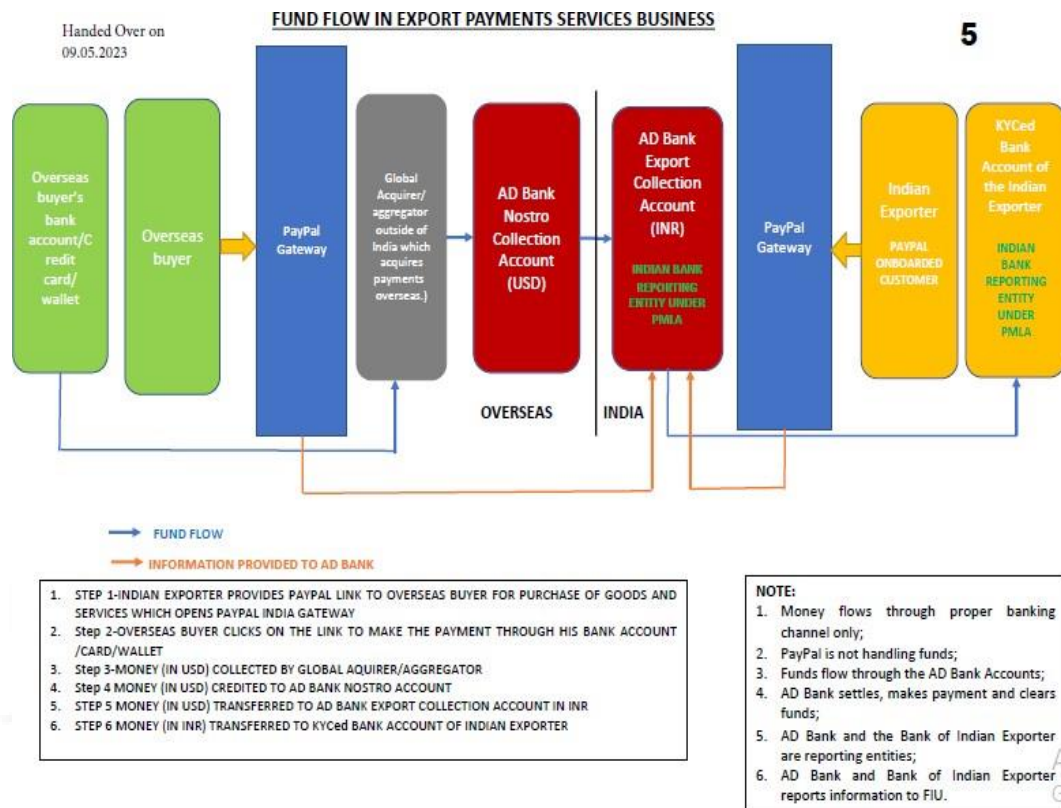 FUND FLOW IN EXPORT PAYMENTS SERVICES BUSINESS
Handed Over on
09.05.2023
5
Overseas
buyer's
bank
account/C
redit
card/
wallet
Overseas
buyer
PayPal
Gateway
Global
Acquirer/
aggregator
outside of
India which
acquires
payments
overseas.)
AD Bank
Nostro
Collection
Account
(USD)
AD Bank
Export
Collection
Account
(INR)
INDIAN BANK
REPORTING
ENTITY UNDER
PMLA
PayPal
Gateway
Indian
Exporter
PAYPAL
ONBOARDED
CUSTOMER
KYCed
Bank
Account of
the Indian
Exporter
INDIAN
BANK
REPORTING
ENTITY
UNDER
PMLA
OVERSEAS
INDIA
FUND FLOW
INFORMATION PROVIDED TO AD BANK
1. STEP 1-INDIAN EXPORTER PROVIDES PAYPAL LINK TO OVERSEAS BUYER FOR PURCHASE OF GOODS AND
SERVICES WHICH OPENS PAYPAL INDIA GATEWAY
2. Step 2-OVERSEAS BUYER CLICKS ON THE LINK TO MAKE THE PAYMENT THROUGH HIS BANK ACCOUNT
/CARD/WALLET
3. Step 3-MONEY (IN USD) COLLECTED BY GLOBAL AQUIRER/AGGREGATOR
4. Step 4 MONEY (IN USD) CREDITED TO AD BANK NOSTRO ACCOUNT
5. STEP 5 MONEY (IN USD) TRANSFERRED TO AD BANK EXPORT COLLECTION ACCOUNT IN INR
6. STEP 6 MONEY (IN INR) TRANSFERRED TO KYCed BANK ACCOUNT OF INDIAN EXPORTER
NOTE:
1. Money flows through proper banking
channel only;
2. PayPal is not handling funds;
3. Funds flow through the AD Bank Accounts;
4. AD Bank settles, makes payment and clears
funds;
5. AD Bank and the Bank of Indian Exporter
are reporting entities;
6. AD Bank and Bank of Indian Exporter
reports information to FIU.